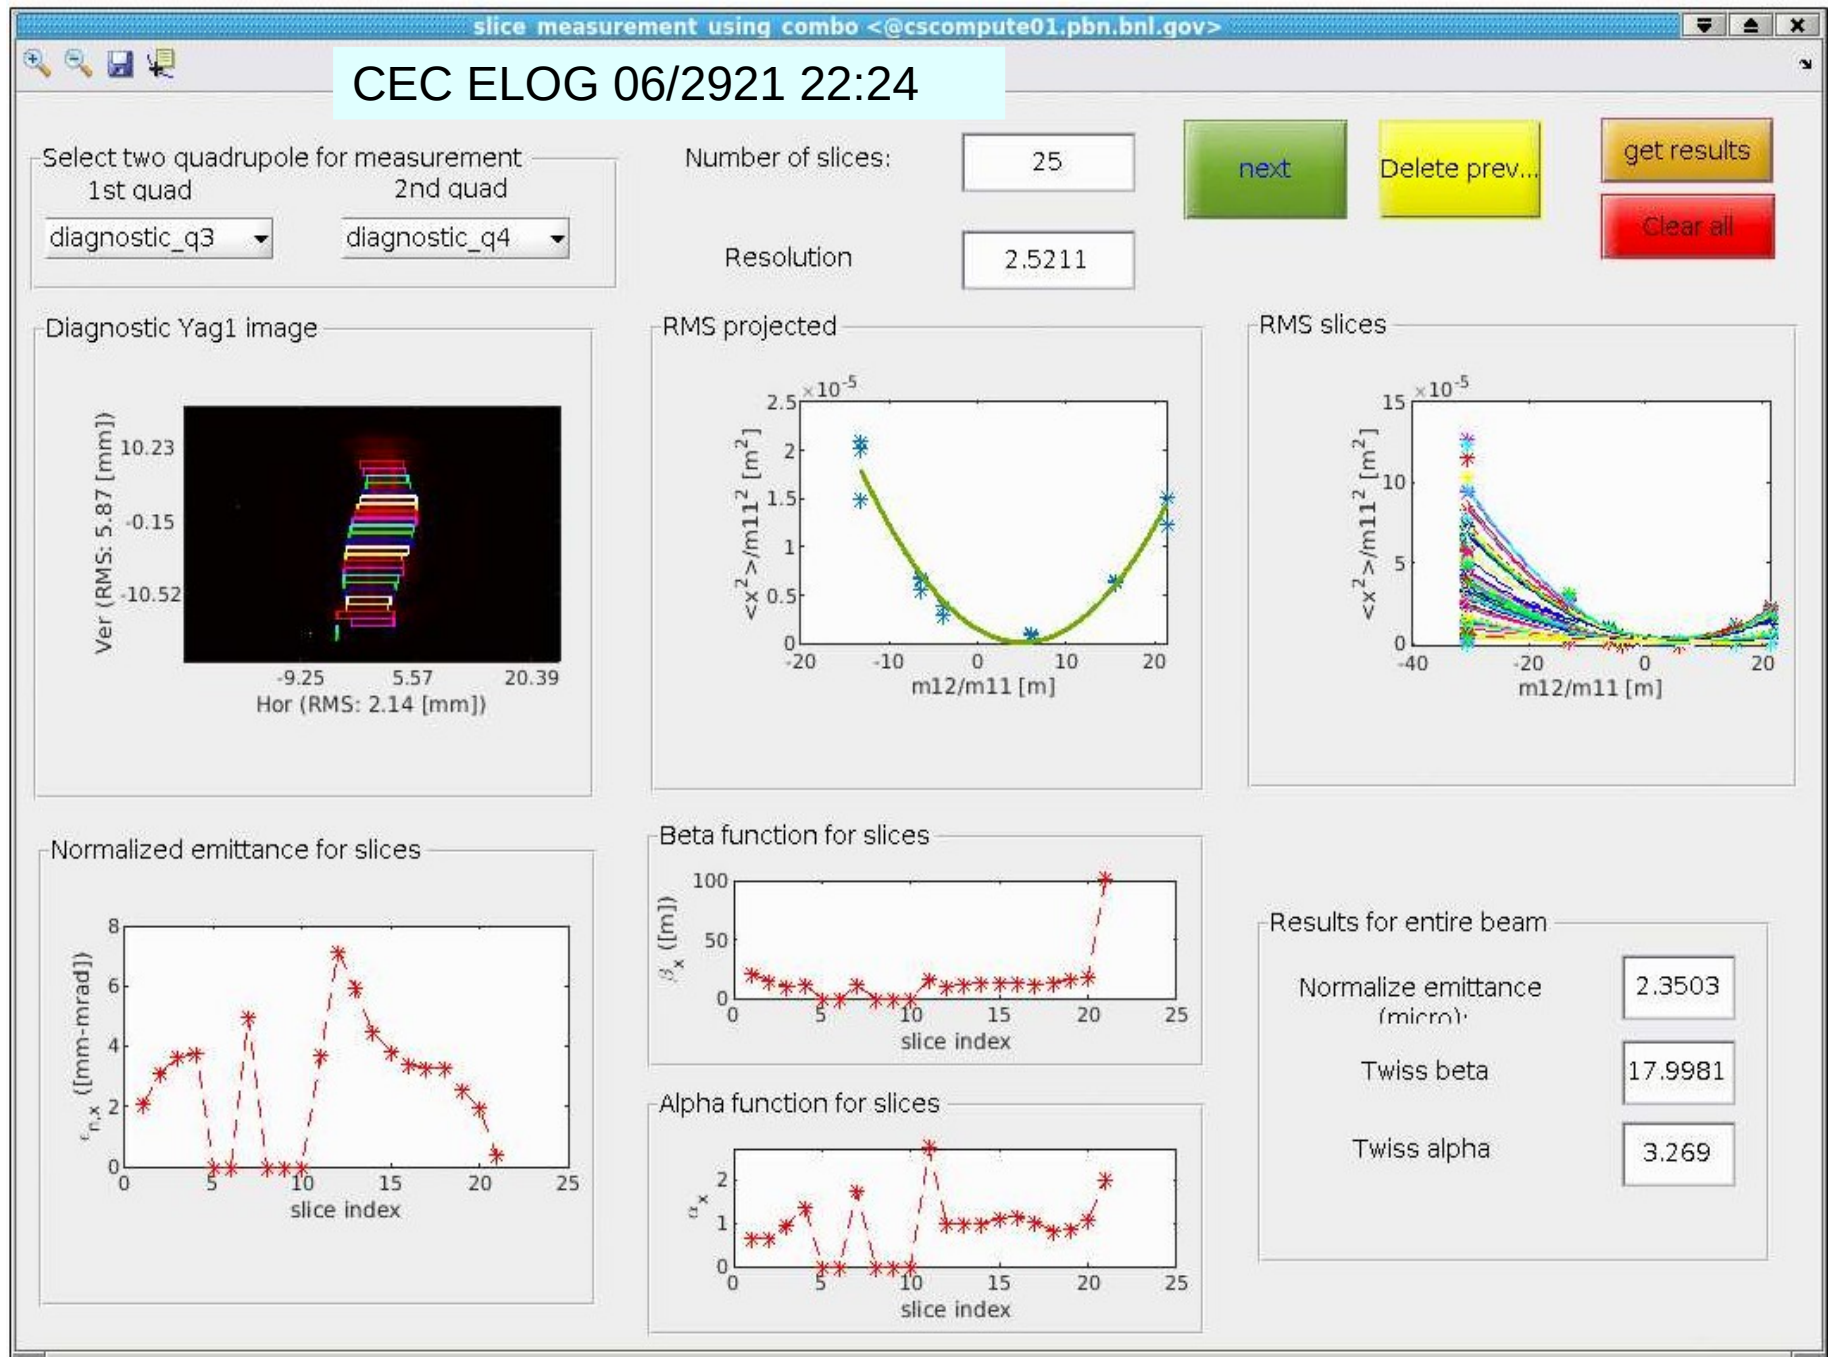 slice measurement using combo <@cscompute01.pbn.bnl.gov>
CEC ELOG 06/2921 22:24
Select two quadrupole for measurement
1st quad
2nd quad
diagnostic_q3
diagnostic_q4
Number of slices:
25
Resolution
2.5211
next
Delete prev...
get results
Clear all
Diagnostic Yag1 image
Ver (RMS: 5.87 [mm])
10.23
-0.15
-10.52
-9.25 5.57 20.39
Hor (RMS: 2.14 [mm])
RMS projected
×10^-5
<x^2>/m11^2 [m^2]
2.5
2
1.5
1
0.5
0
-20 -10 0 10 20
m12/m11 [m]
RMS slices
×10^-5
<x^2>/m11^2 [m^2]
15
10
5
0
-40 -20 0 20
m12/m11 [m]
Normalized emittance for slices
ϵn,x ([mm-mrad])
8
6
4
2
0
0 5 10 15 20 25
slice index
Beta function for slices
βx ([m])
100
50
0
0 5 10 15 20 25
slice index
Alpha function for slices
αx
2
1
0
0 5 10 15 20 25
slice index
Results for entire beam
Normalize emittance
(micro):
2.3503
Twiss beta
17.9981
Twiss alpha
3.269